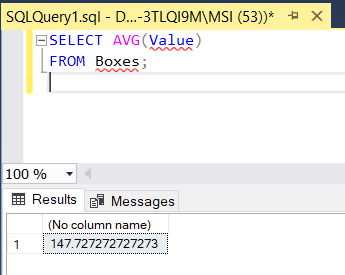 SQLQuery1.sql - D...-3TLQI9M\MSI (53))*
SELECT AVG(Value)
FROM Boxes;
100 %
Results Messages
(No column name)
1 147.727272727273